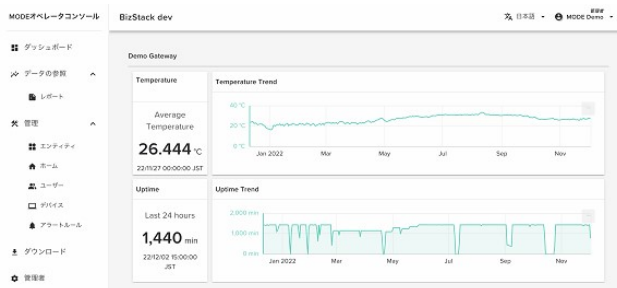 MODEオペレータコンソール
BizStack dev
日本語
管理者
MODE Demo
ダッシュボード
データの参照
レポート
管理
エンティティ
ホーム
ユーザー
デバイス
アラートルール
ダウンロード
管理者
Demo Gateway
Temperature
Average
Temperature
26.444 ℃
22/11/27 00:00:00 JST
Temperature Trend
40 ℃
20 ℃
0 ℃
Jan 2022 Mar May Jul Sep Nov
Uptime
Last 24 hours
1,440 min
22/12/02 15:00:00
JST
Uptime Trend
2,000 min
1,000 min
0 min
Jan 2022 Mar May Jul Sep Nov